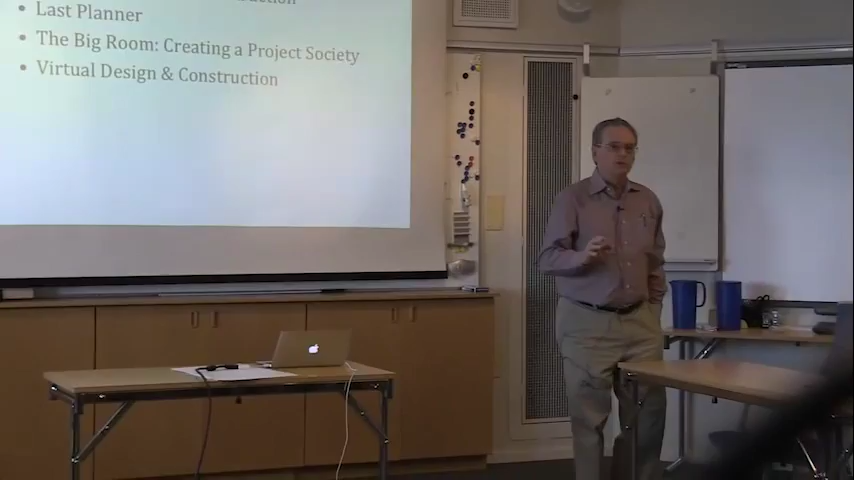 • Last Planner
• The Big Room: Creating a Project Society
• Virtual Design & Construction